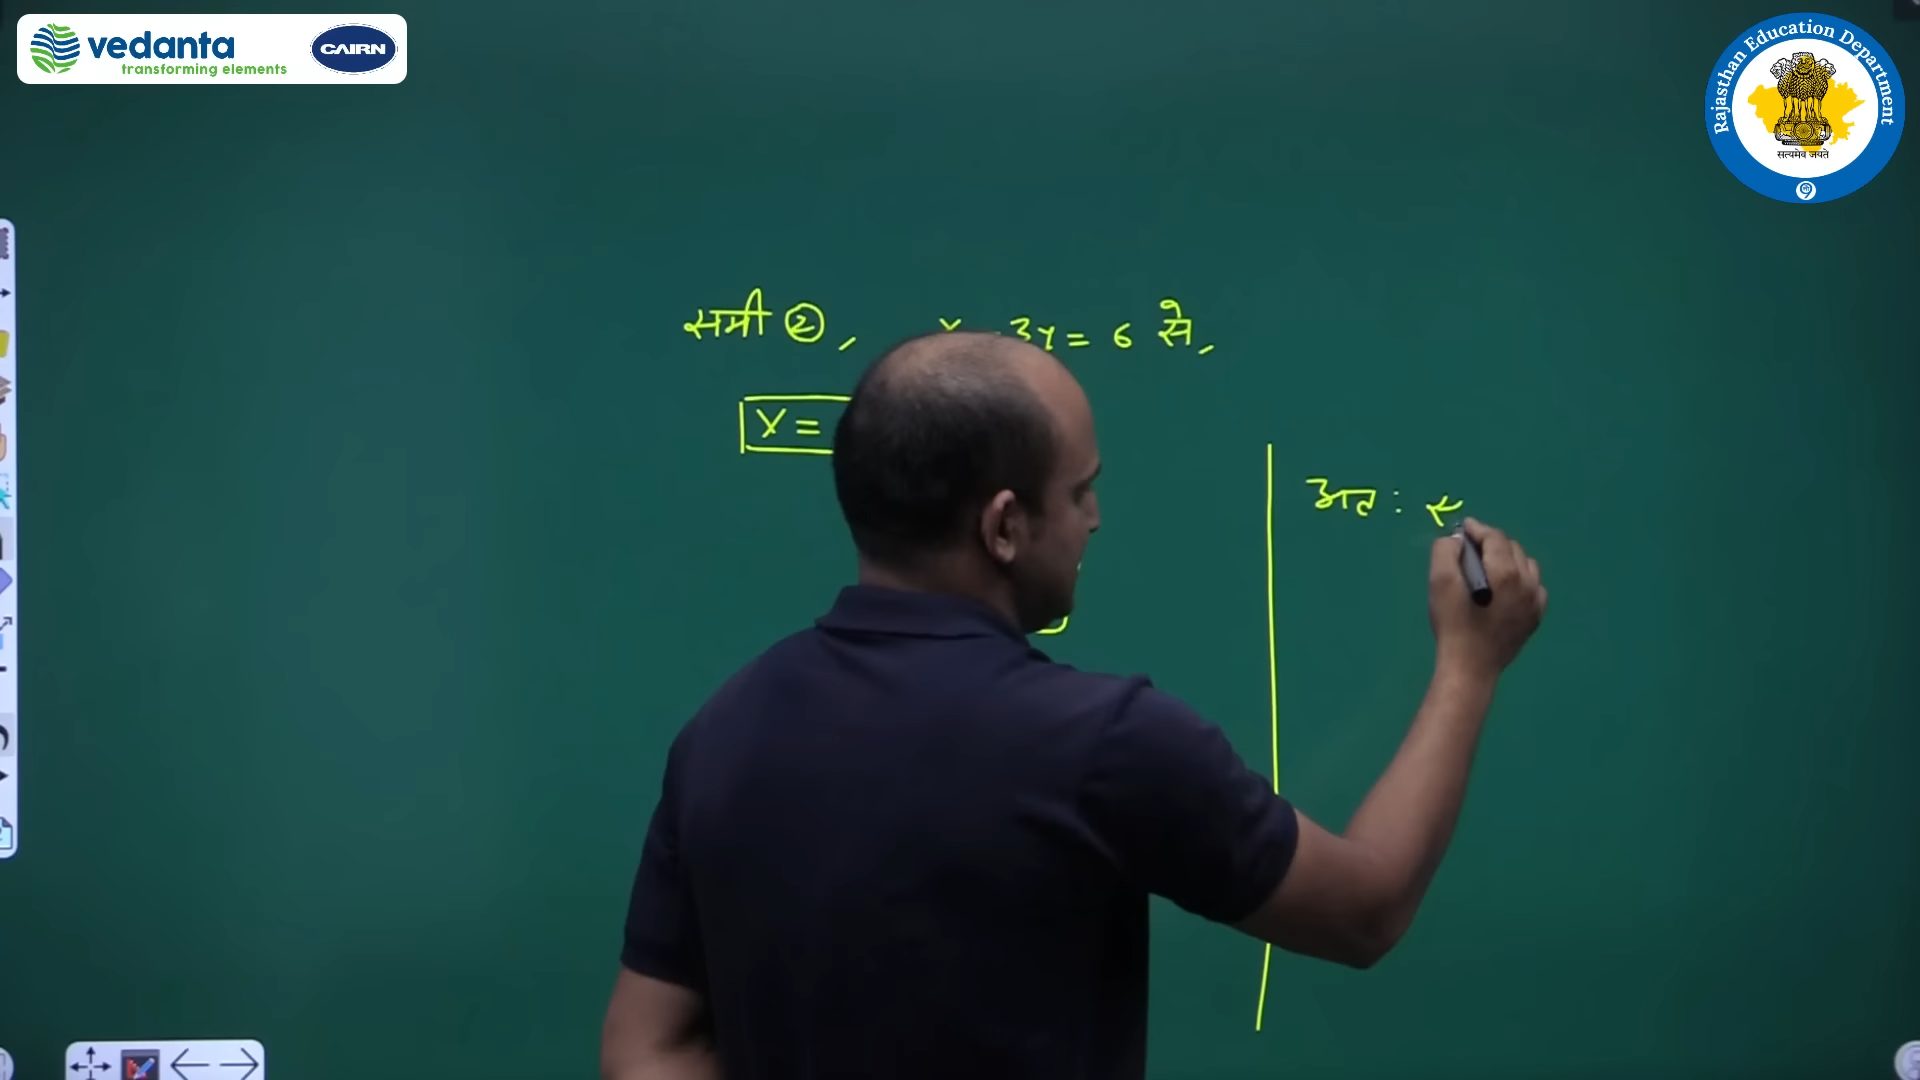 vedanta
transforming elements
CAIRN
Rajasthan Education Department
सत्यमेव जयते
समी ②, x - 3y = 6 से,
x =
अत :